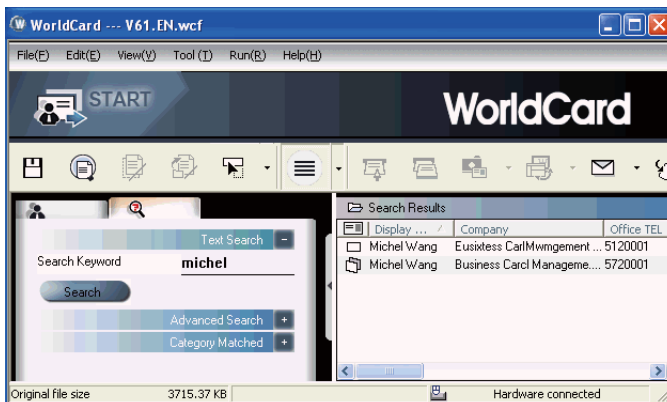 WorldCard --- V61.EN.wcf
File(F) Edit(E) View(V) Tool (T) Run(R) Help(H)
START
WorldCard
Search Results
Display ... Company Office TEL
Text Search
Michel Wang Eusixtess CarlMwmgement ... 5120001
Search Keyword michel
Michel Wang Business Carcl Manageme.... 5720001
Search
Advanced Search
Category Matched
Original file size 3715.37 KB Hardware connected